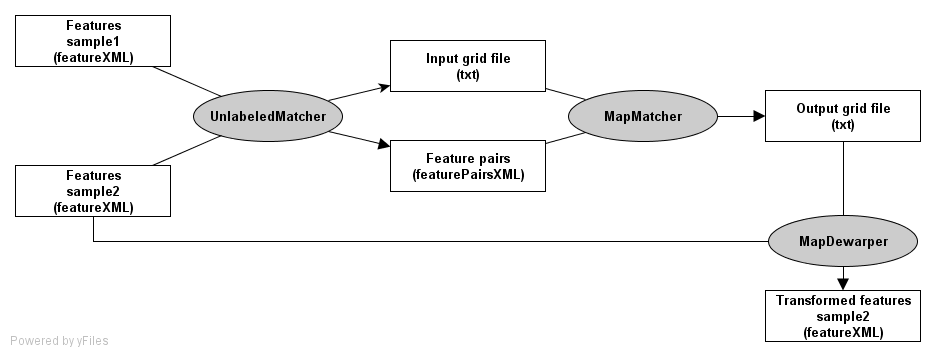 Features
sample1
(featureXML)
Input grid file
(txt)
UnlabeledMatcher
MapMatcher
Output grid file
(txt)
Feature pairs
(featurePairsXML)
Features
sample2
(featureXML)
MapDewarper
Transformed features
sample2
(featureXML)
Powered by yFiles